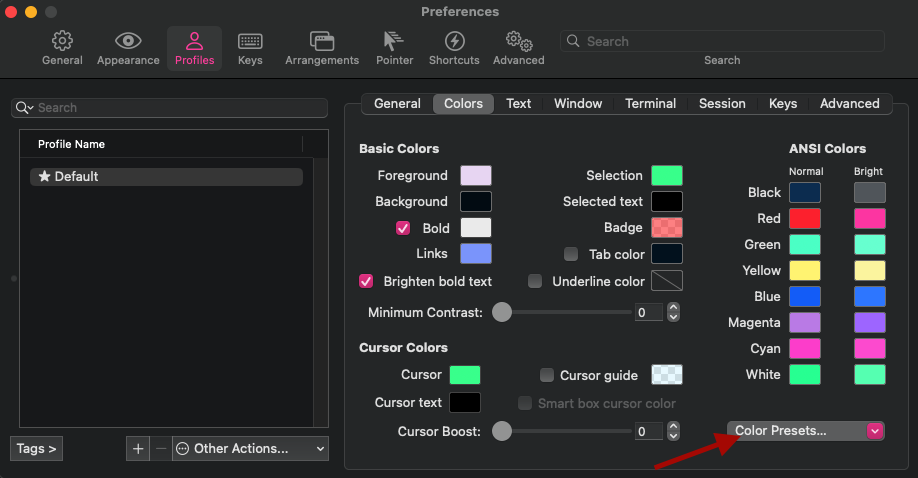 Preferences
General
Appearance
Profiles
Keys
Arrangements
Pointer
Shortcuts
Advanced
Search
Search
Search
Profile Name
Default
Tags >
Other Actions...
General
Colors
Text
Window
Terminal
Session
Keys
Advanced
Basic Colors
Foreground
Background
Bold
Links
Brighten bold text
Selection
Selected text
Badge
Tab color
Underline color
Minimum Contrast:
0
Cursor Colors
Cursor
Cursor text
Cursor guide
Smart box cursor color
Cursor Boost:
0
ANSI Colors
Normal
Bright
Black
Red
Green
Yellow
Blue
Magenta
Cyan
White
Color Presets...